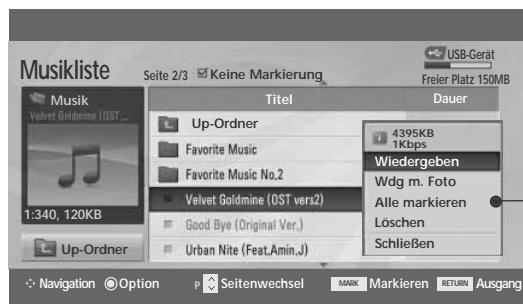 USB-Gerät
Musikliste
Seite 2/3 Keine Markierung
Freier Platz 150MB
Musik
Titel
Dauer
Velvet Goldmine (OST ...
Up-Ordner
4395KB
1Kbps
Favorite Music
Wiedergeben
Favorite Music No,2
Wdg m. Foto
Velvet Goldmine (OST vers2)
Alle markieren
1:340, 120KB
Good Bye (Original Ver.)
Löschen
Up-Ordner
Urban Nite (Feat,Amin,J)
Schließen
Navigation Option P Seitenwechsel MARK Markieren RETURN Ausgang